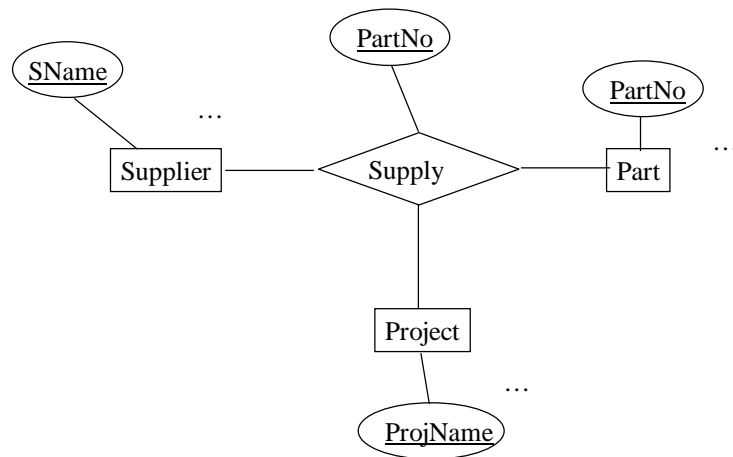 PartNo
SName
PartNo
…
…
Supplier
Supply
Part
Project
…
ProjName